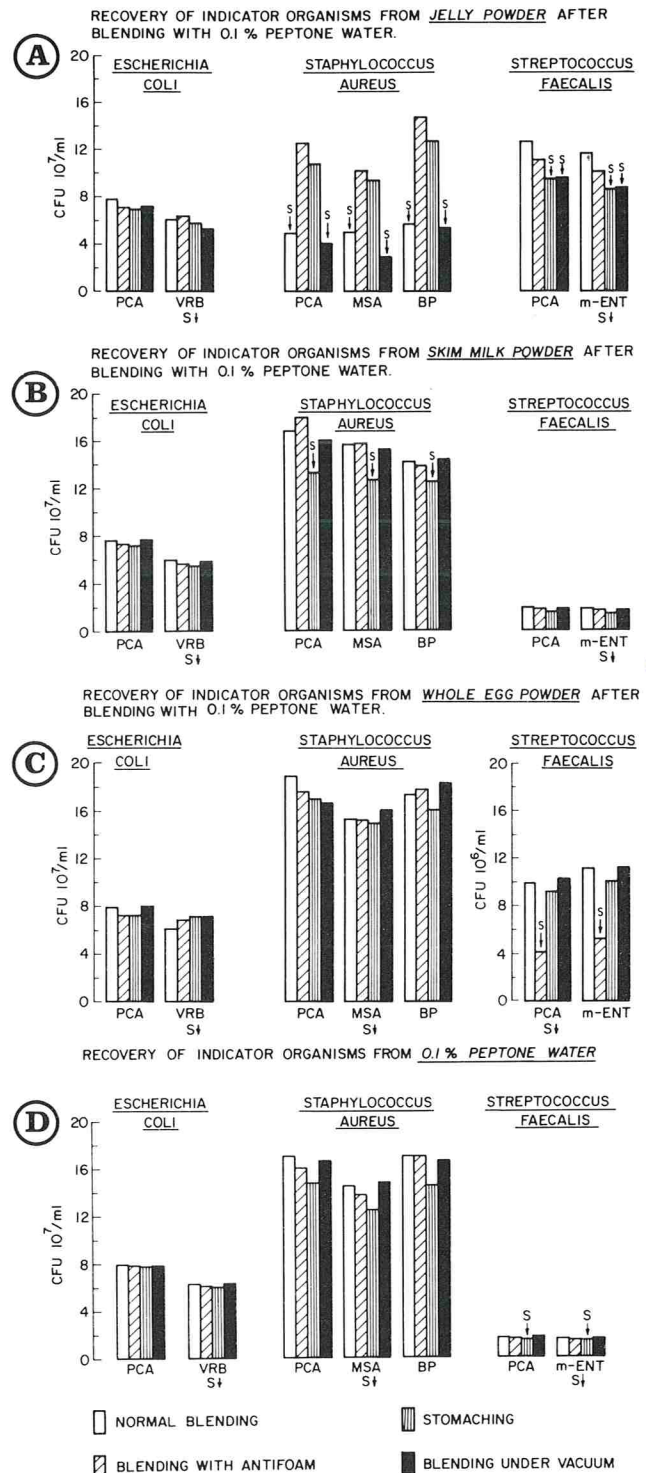 RECOVERY OF INDICATOR ORGANISMS FROM JELLY POWDER AFTER
BLENDING WITH 0.1 % PEPTONE WATER.
A
ESCHERICHIA
COLI
STAPHYLOCOCCUS
AUREUS
STREPTOCOCCUS
FAECALIS
CFU 10⁷/ml
20
16
12
8
4
0
S
S
S
S
S
S
S S
S S
PCA
VRB
S↓
PCA
MSA
BP
PCA
m-ENT
S↓
RECOVERY OF INDICATOR ORGANISMS FROM SKIM MILK POWDER AFTER
BLENDING WITH 0.1 % PEPTONE WATER.
B
ESCHERICHIA
COLI
STAPHYLOCOCCUS
AUREUS
STREPTOCOCCUS
FAECALIS
CFU 10⁷/ml
20
16
12
8
4
0
S
S
S
PCA
VRB
S↓
PCA
MSA
BP
PCA
m-ENT
S↓
RECOVERY OF INDICATOR ORGANISMS FROM WHOLE EGG POWDER AFTER
BLENDING WITH 0.1 % PEPTONE WATER.
C
ESCHERICHIA
COLI
STAPHYLOCOCCUS
AUREUS
STREPTOCOCCUS
FAECALIS
CFU 10⁷/ml
20
16
12
8
4
0
CFU 10⁶/ml
20
16
12
8
4
0
S
S
PCA
VRB
S↓
PCA
MSA
S↓
BP
PCA
S↓
m-ENT
RECOVERY OF INDICATOR ORGANISMS FROM 0.1 % PEPTONE WATER
D
ESCHERICHIA
COLI
STAPHYLOCOCCUS
AUREUS
STREPTOCOCCUS
FAECALIS
CFU 10⁷/ml
20
16
12
8
4
0
S
S
PCA
VRB
S↓
PCA
MSA
S↓
BP
PCA
m-ENT
S↓
NORMAL BLENDING
STOMACHING
BLENDING WITH ANTIFOAM
BLENDING UNDER VACUUM